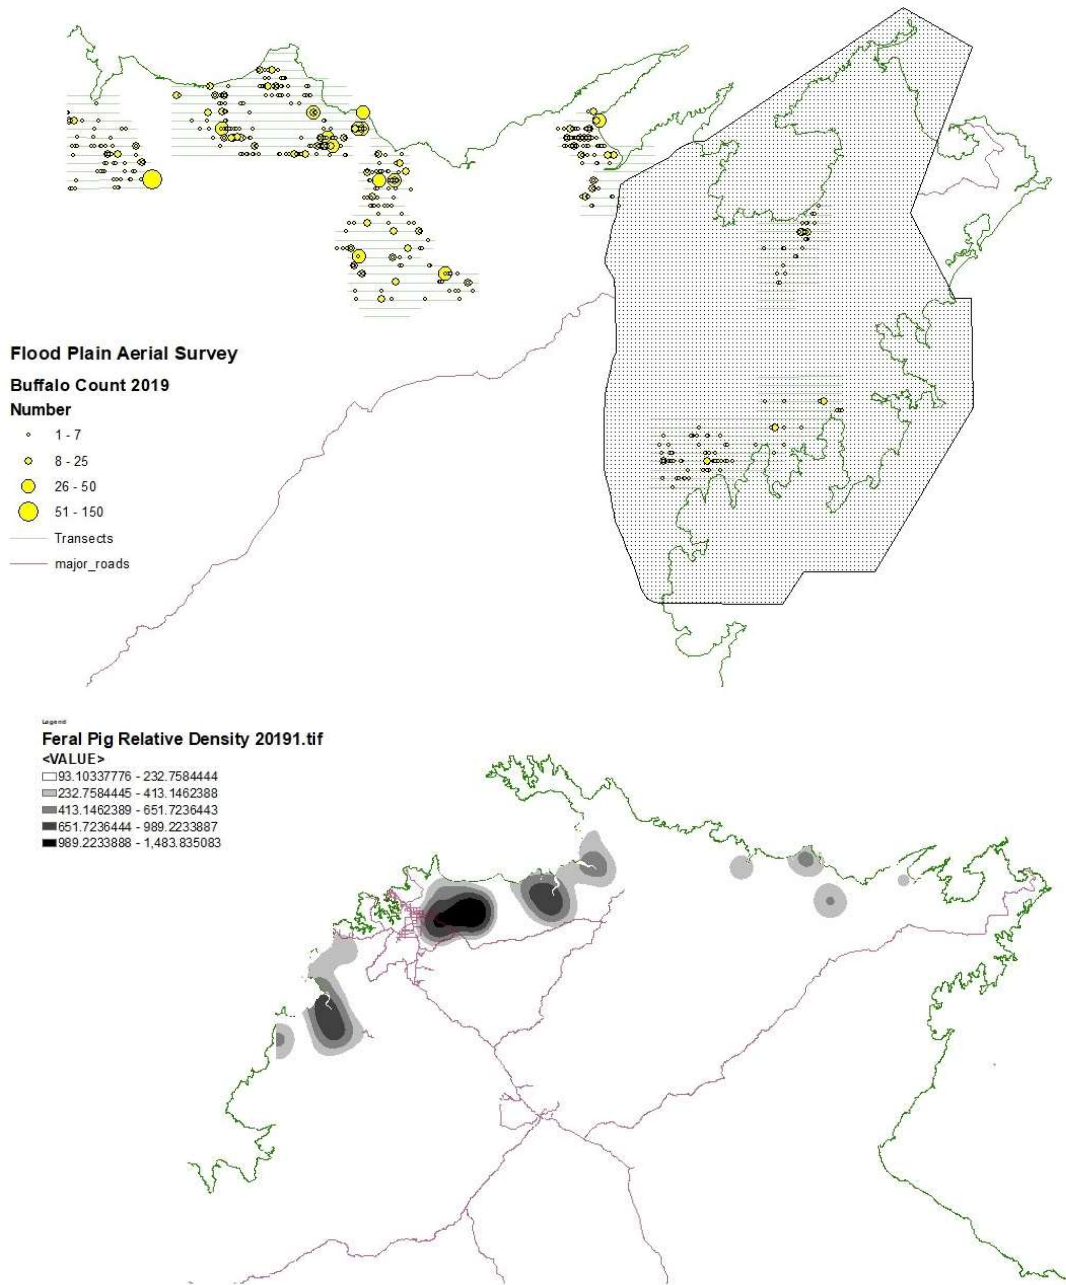 Flood Plain Aerial Survey
Buffalo Count 2019
Number
1 - 7
8 - 25
26 - 50
51 - 150
Transects
major_roads
Legend
Feral Pig Relative Density 20191.tif
<VALUE>
93.10337776 - 232.7584444
232.7584445 - 413.1462388
413.1462389 - 651.7236443
651.7236444 - 989.2233887
989.2233888 - 1,483.835083